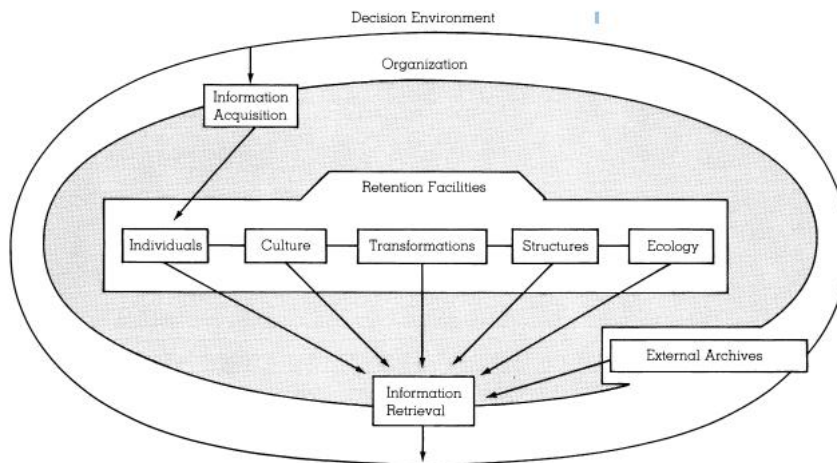 Decision Environment
Organization
Information
Acquisition
Retention Facilities
Individuals
Culture
Transformations
Structures
Ecology
External Archives
Information
Retrieval